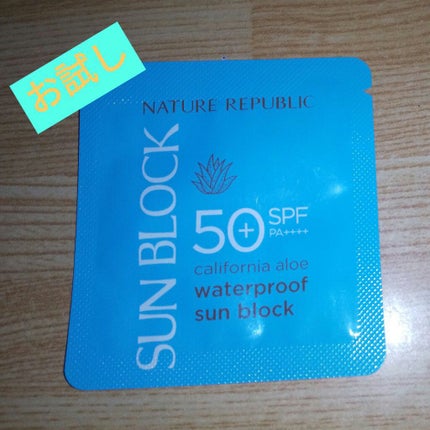 お試し
NATURE REPUBLIC
SUN BLOCK
50+ SPF
PA++++
california aloe
waterproof
sun block